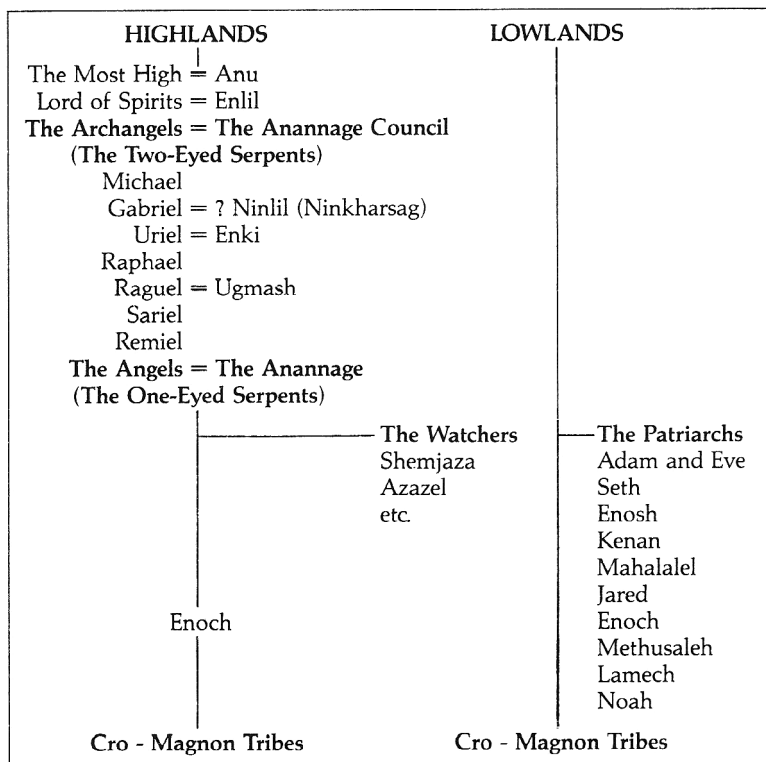 HIGHLANDS
LOWLANDS
The Most High = Anu
Lord of Spirits = Enlil
The Archangels = The Anannage Council
(The Two-Eyed Serpents)
Michael
Gabriel = ? Ninlil (Ninkharsag)
Uriel = Enki
Raphael
Raguel = Ugmash
Sariel
Remiel
The Angels = The Anannage
(The One-Eyed Serpents)
The Watchers
Shemjaza
Azazel
etc.
The Patriarchs
Adam and Eve
Seth
Enosh
Kenan
Mahalalel
Jared
Enoch
Methusaleh
Lamech
Noah
Enoch
Cro - Magnon Tribes
Cro - Magnon Tribes